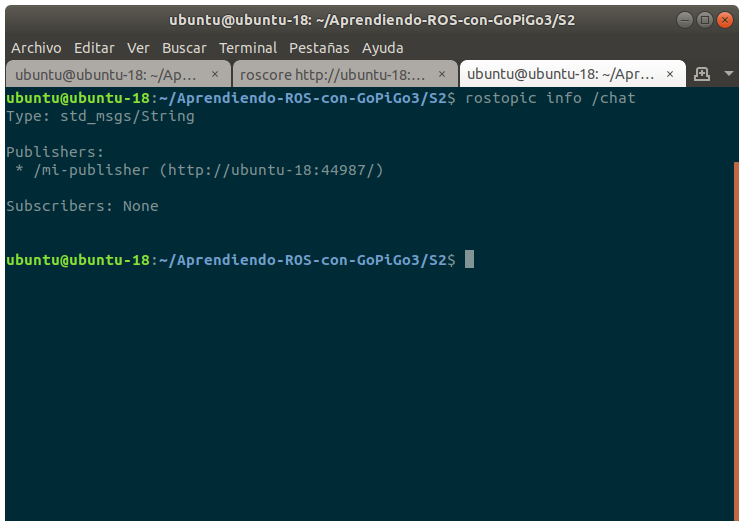 ubuntu@ubuntu-18: ~/Aprendiendo-ROS-con-GoPiGo3/S2
Archivo Editar Ver Buscar Terminal Pestañas Ayuda
ubuntu@ubuntu-18: ~/Ap… × roscore http://ubuntu-18:… × ubuntu@ubuntu-18: ~/Apr… ×
ubuntu@ubuntu-18:~/Aprendiendo-ROS-con-GoPiGo3/S2$ rostopic info /chat
Type: std_msgs/String
Publishers:
* /mi-publisher (http://ubuntu-18:44987/)
Subscribers: None
ubuntu@ubuntu-18:~/Aprendiendo-ROS-con-GoPiGo3/S2$